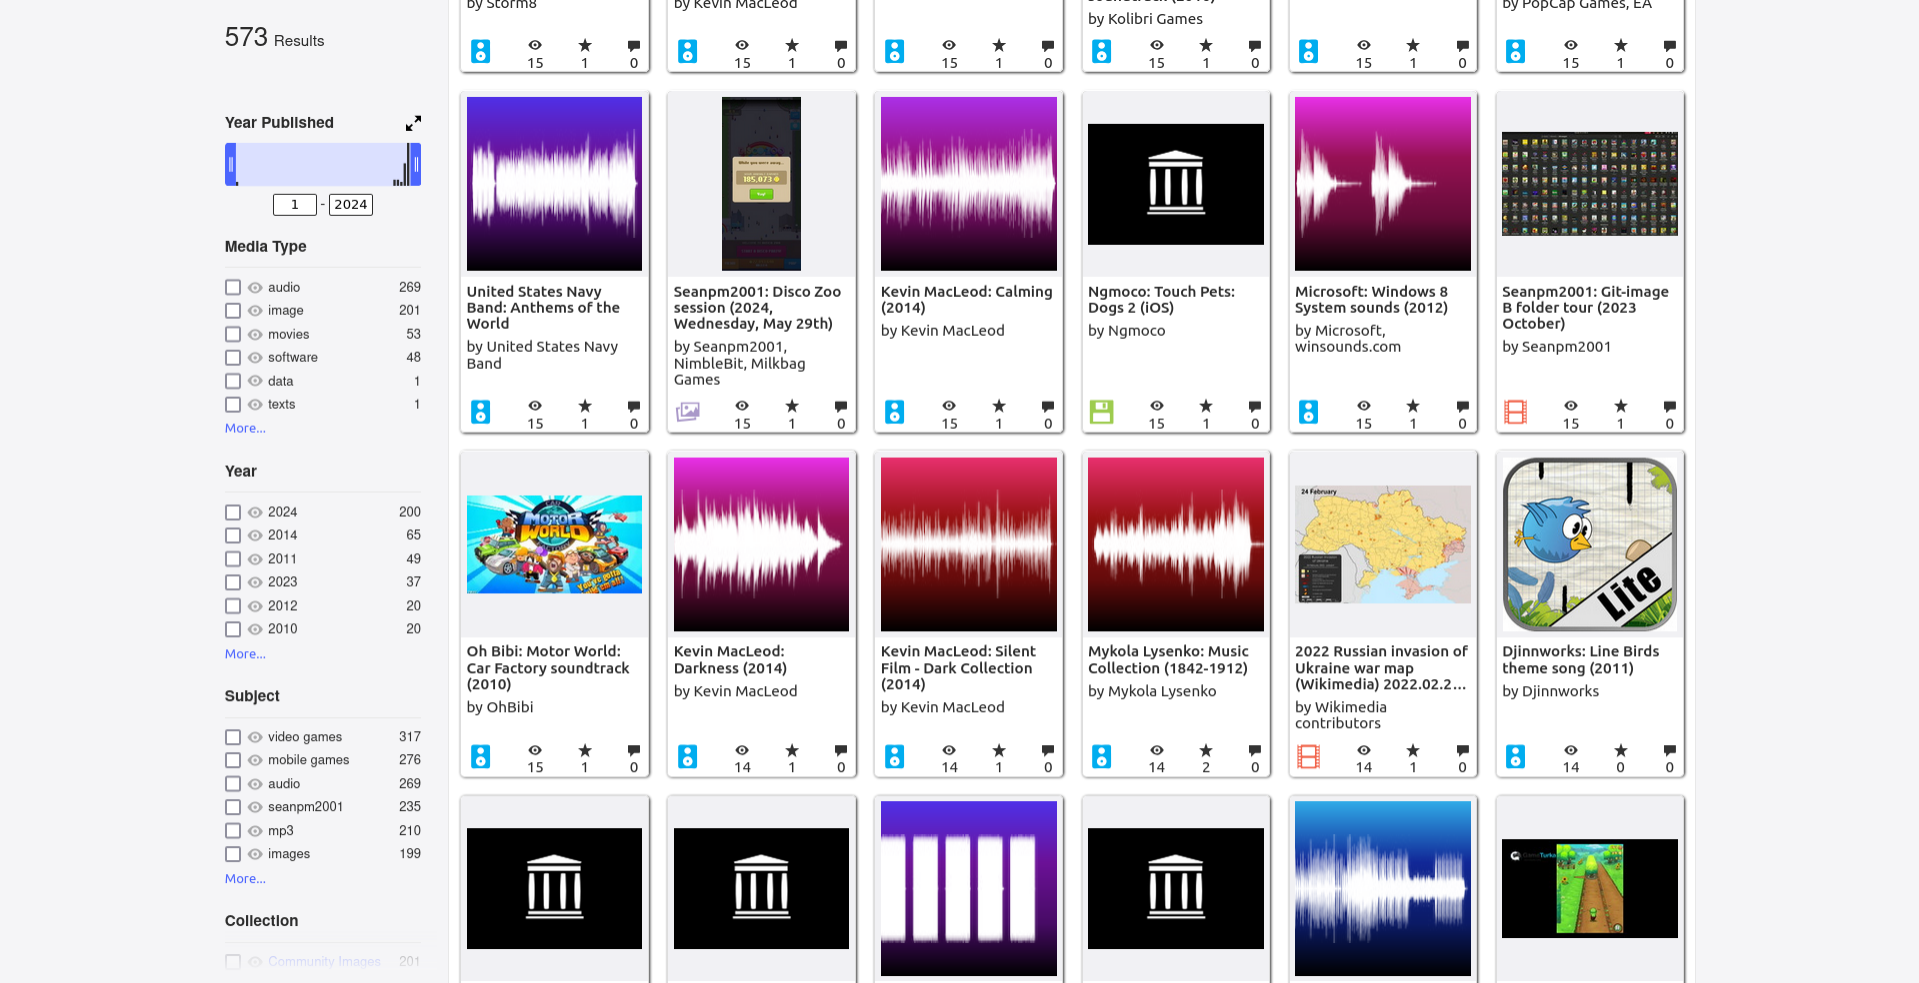 573 Results
Year Published
1 - 2024
Media Type
audio 269
image 201
movies 53
software 48
data 1
texts 1
More...
Year
2024 200
2014 65
2011 49
2023 37
2012 20
2010 20
More...
Subject
video games 317
mobile games 276
audio 269
seanpm2001 235
mp3 210
images 199
More...
Collection
Community Images 201
by Storm8
15 1 0
by Kevin MacLeod
15 1 0
15 1 0
by Kolibri Games
15 1 0
15 1 0
by PopCap Games, EA
15 1 0
United States Navy
Band: Anthems of the
World
by United States Navy
Band
15 1 0
185,073
Seanpm2001: Disco Zoo
session (2024,
Wednesday, May 29th)
by Seanpm2001,
NimbleBit, Milkbag
Games
15 1 0
Kevin MacLeod: Calming
(2014)
by Kevin MacLeod
15 1 0
Ngmoco: Touch Pets:
Dogs 2 (iOS)
by Ngmoco
15 1 0
Microsoft: Windows 8
System sounds (2012)
by Microsoft,
winsounds.com
15 1 0
Seanpm2001: Git-image
B folder tour (2023
October)
by Seanpm2001
15 1 0
MOTOR
WORLD
Oh Bibi: Motor World:
Car Factory soundtrack
(2010)
by OhBibi
15 1 0
Kevin MacLeod:
Darkness (2014)
by Kevin MacLeod
14 1 0
Kevin MacLeod: Silent
Film - Dark Collection
(2014)
by Kevin MacLeod
14 1 0
Mykola Lysenko: Music
Collection (1842-1912)
by Mykola Lysenko
14 2 0
24 February
2022 Russian invasion of
Ukraine war map
(Wikimedia) 2022.02.2...
by Wikimedia
contributors
14 1 0
Lite
Djinnworks: Line Birds
theme song (2011)
by Djinnworks
14 0 0